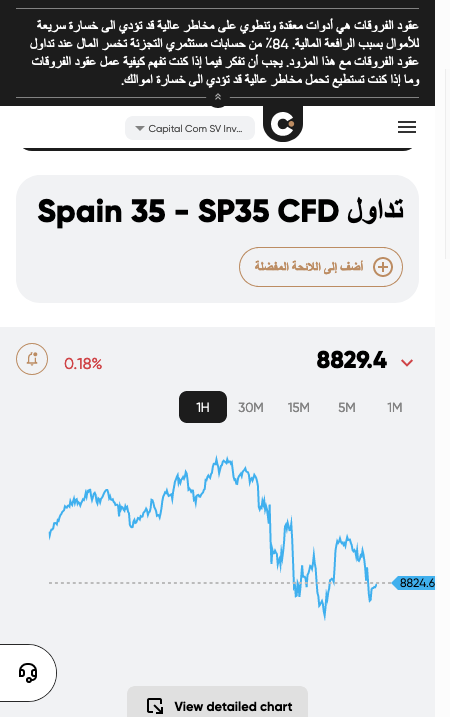 عقود الفروقات هي أدوات معقدة وتنطوي على مخاطر عالية قد تؤدي الى خسارة سريعة
للأموال بسبب الرافعة المالية. 84٪ من حسابات مستثمري التجزئة تخسر المال عند تداول
عقود الفروقات مع هذا المزود. يجب أن تفكر فيما إذا كنت تفهم كيفية عمل عقود الفروقات
وما إذا كنت تستطيع تحمل مخاطر عالية قد تؤدي الى خسارة اموالك.
Capital Com SV Inv...
تداول Spain 35 - SP35 CFD
أضف إلى اللائحة المفضلة
8829.4
0.18%
1H 30M 15M 5M 1M
8824.6
View detailed chart